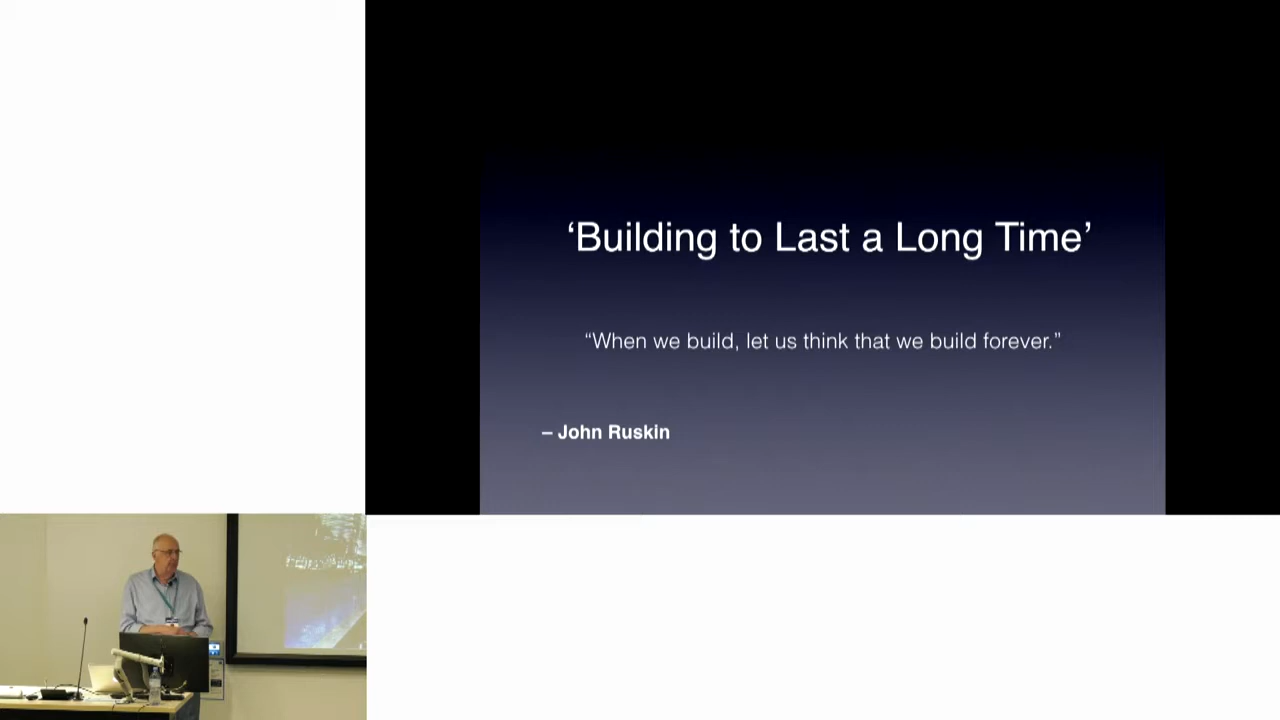 ‘Building to Last a Long Time’
“When we build, let us think that we build forever.”
– John Ruskin